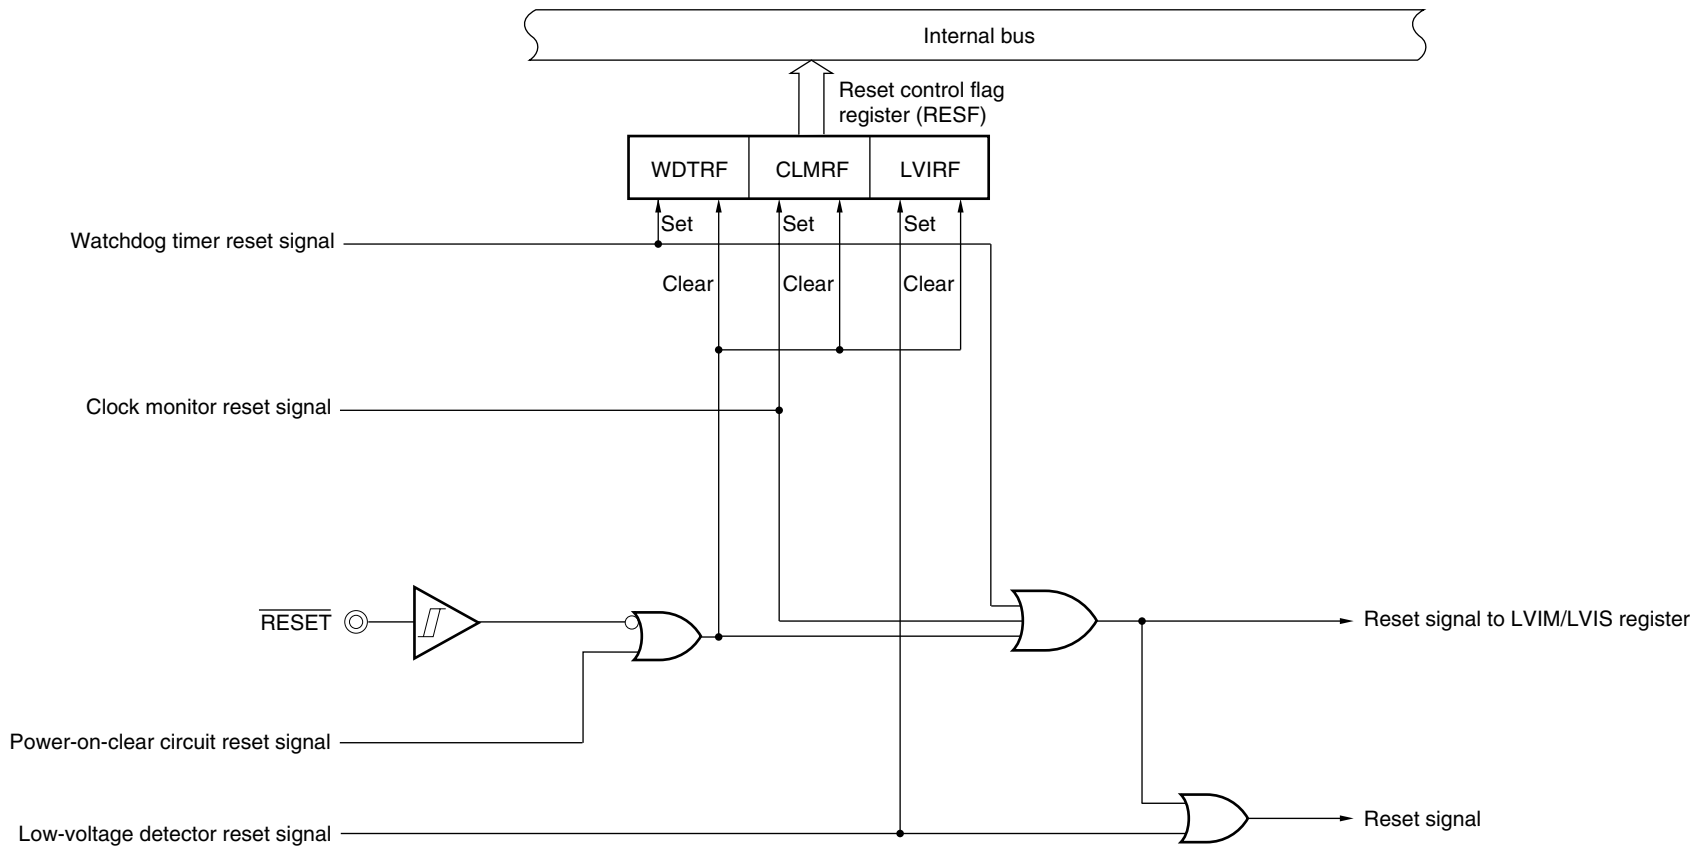 Internal bus
Reset control flag
register (RESF)
WDTRF
CLMRF
LVIRF
Set
Set
Set
Watchdog timer reset signal
Clear
Clear
Clear
Clock monitor reset signal
RESET
Reset signal to LVIM/LVIS register
Power-on-clear circuit reset signal
Reset signal
Low-voltage detector reset signal